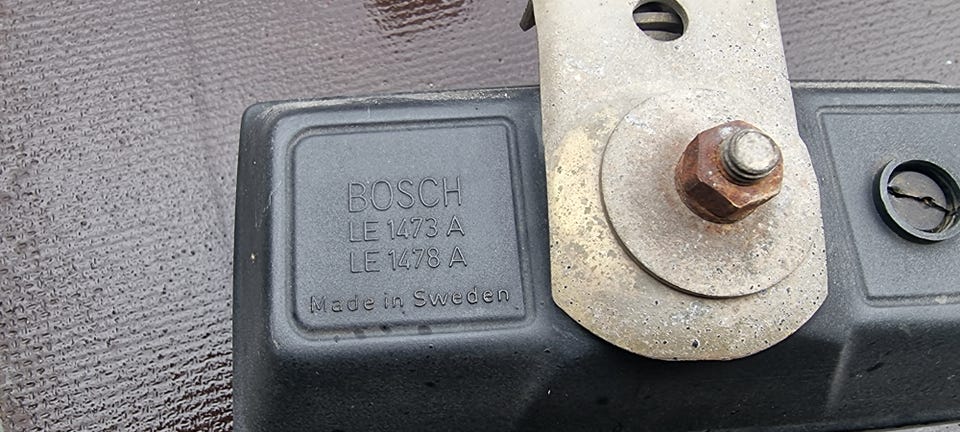 BOSCH
LE 1473 A
LE 1478 A
Made in Sweden